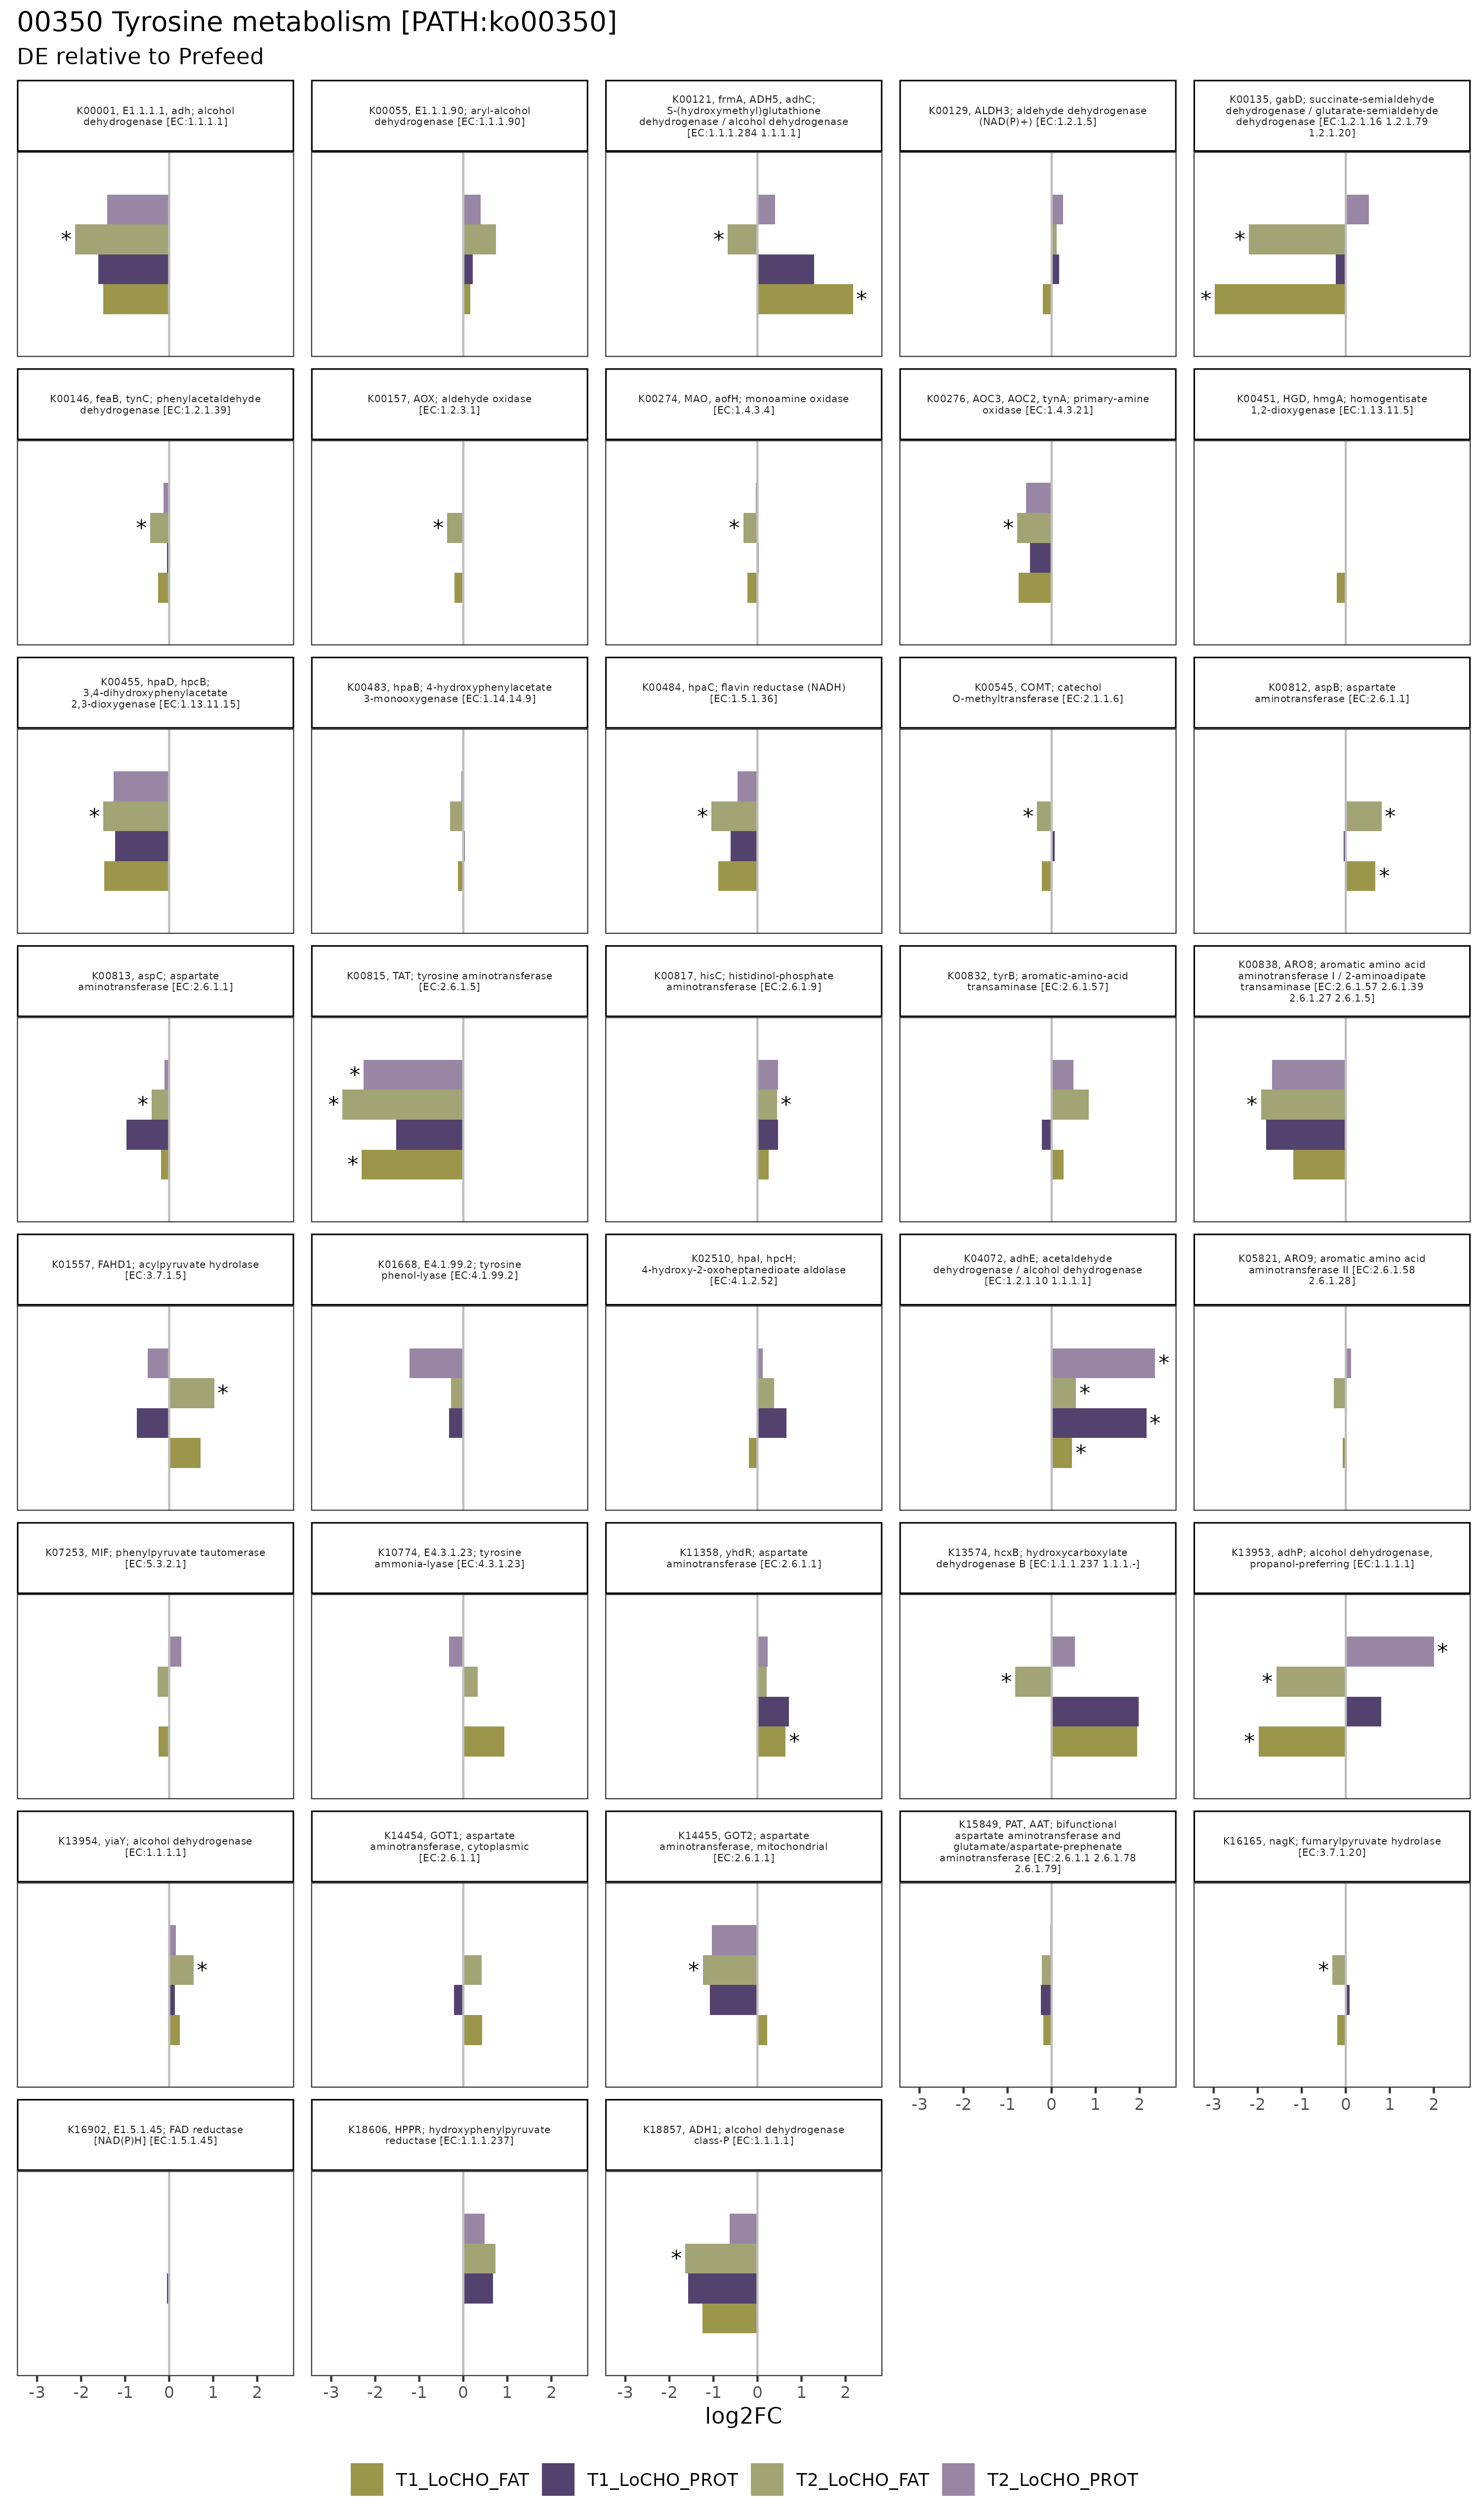 00350 Tyrosine metabolism [PATH:ko00350]
DE relative to Prefeed
K00001, E1.1.1.1, adh; alcohol
dehydrogenase [EC:1.1.1.1]
K00055, E1.1.1.90; aryl-alcohol
dehydrogenase [EC:1.1.1.90]
K00121, frmA, ADH5, adhC;
S-(hydroxymethyl)glutathione
dehydrogenase / alcohol dehydrogenase
[EC:1.1.1.284 1.1.1.1]
K00129, ALDH3; aldehyde dehydrogenase
(NAD(P)+) [EC:1.2.1.5]
K00135, gabD; succinate-semialdehyde
dehydrogenase / glutarate-semialdehyde
dehydrogenase [EC:1.2.1.16 1.2.1.79
1.2.1.20]
*
*
*
*
*
K00146, feaB, tynC; phenylacetaldehyde
dehydrogenase [EC:1.2.1.39]
K00157, AOX; aldehyde oxidase
[EC:1.2.3.1]
K00274, MAO, aofH; monoamine oxidase
[EC:1.4.3.4]
K00276, AOC3, AOC2, tynA; primary-amine
oxidase [EC:1.4.3.21]
K00451, HGD, hmgA; homogentisate
1,2-dioxygenase [EC:1.13.11.5]
*
*
*
*
K00455, hpaD, hpcB;
3,4-dihydroxyphenylacetate
2,3-dioxygenase [EC:1.13.11.15]
K00483, hpaB; 4-hydroxyphenylacetate
3-monooxygenase [EC:1.14.14.9]
K00484, hpaC; flavin reductase (NADH)
[EC:1.5.1.36]
K00545, COMT; catechol
O-methyltransferase [EC:2.1.1.6]
K00812, aspB; aspartate
aminotransferase [EC:2.6.1.1]
*
*
*
*
*
K00813, aspC; aspartate
aminotransferase [EC:2.6.1.1]
K00815, TAT; tyrosine aminotransferase
[EC:2.6.1.5]
K00817, hisC; histidinol-phosphate
aminotransferase [EC:2.6.1.9]
K00832, tyrB; aromatic-amino-acid
transaminase [EC:2.6.1.57]
K00838, ARO8; aromatic amino acid
aminotransferase I / 2-aminoadipate
transaminase [EC:2.6.1.57 2.6.1.39
2.6.1.27 2.6.1.5]
*
*
*
*
*
*
K01557, FAHD1; acylpyruvate hydrolase
[EC:3.7.1.5]
K01668, E4.1.99.2; tyrosine
phenol-lyase [EC:4.1.99.2]
K02510, hpaI, hpcH;
4-hydroxy-2-oxoheptanedioate aldolase
[EC:4.1.2.52]
K04072, adhE; acetaldehyde
dehydrogenase / alcohol dehydrogenase
[EC:1.2.1.10 1.1.1.1]
K05821, ARO9; aromatic amino acid
aminotransferase II [EC:2.6.1.58
2.6.1.28]
*
*
*
*
*
K07253, MIF; phenylpyruvate tautomerase
[EC:5.3.2.1]
K10774, E4.3.1.23; tyrosine
ammonia-lyase [EC:4.3.1.23]
K11358, yhdR; aspartate
aminotransferase [EC:2.6.1.1]
K13574, hcxB; hydroxycarboxylate
dehydrogenase B [EC:1.1.1.237 1.1.1.-]
K13953, adhP; alcohol dehydrogenase,
propanol-preferring [EC:1.1.1.1]
*
*
*
*
*
K13954, yiaY; alcohol dehydrogenase
[EC:1.1.1.1]
K14454, GOT1; aspartate
aminotransferase, cytoplasmic
[EC:2.6.1.1]
K14455, GOT2; aspartate
aminotransferase, mitochondrial
[EC:2.6.1.1]
K15849, PAT, AAT; bifunctional
aspartate aminotransferase and
glutamate/aspartate-prephenate
aminotransferase [EC:2.6.1.1 2.6.1.78
2.6.1.79]
K16165, nagK; fumarylpyruvate hydrolase
[EC:3.7.1.20]
*
*
*
-3 -2 -1 0 1 2
-3 -2 -1 0 1 2
K16902, E1.5.1.45; FAD reductase
[NAD(P)H] [EC:1.5.1.45]
K18606, HPPR; hydroxyphenylpyruvate
reductase [EC:1.1.1.237]
K18857, ADH1; alcohol dehydrogenase
class-P [EC:1.1.1.1]
*
-3 -2 -1 0 1 2
-3 -2 -1 0 1 2
-3 -2 -1 0 1 2
log2FC
T1_LoCHO_FAT T1_LoCHO_PROT T2_LoCHO_FAT T2_LoCHO_PROT